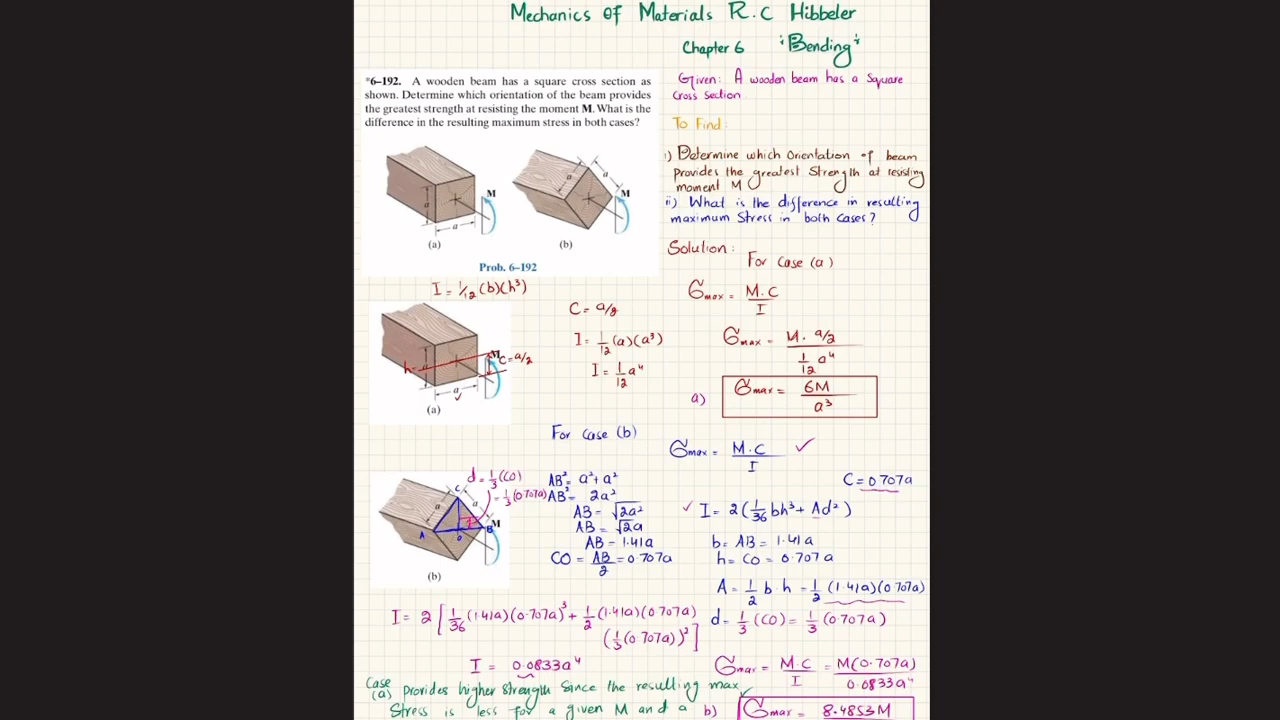 Mechanics of Materials R.C Hibbeler
Chapter 6 "Bending"
*6–192. A wooden beam has a square cross section as
shown. Determine which orientation of the beam provides
the greatest strength at resisting the moment M. What is the
difference in the resulting maximum stress in both cases?
a
a
M
(a)
a
a
M
(b)
Prob. 6–192
Given: A wooden beam has a square
cross section
To Find:
i) Determine which orientation of beam
provides the greatest strength at resisting
moment M
ii) What is the difference in resulting
maximum stress in both cases?
Solution:
For Case (a)
I = 1/12 (b)(h³)
h
a
a
M
C = a/2
(a)
C = a/2
I = 1/12 (a)(a³)
I = 1/12 a⁴
σmax = M.C / I
σmax = M. a/2 / 1/12 a⁴
a) σmax = 6M / a³
For Case (b)
σmax = M.C / I
C = 0.707a
d = 1/3 (CO)
= 1/3 (0.707a)
C
a
a
A
O
B
M
(b)
AB² = a² + a²
AB² = 2a²
AB = √2a²
AB = √2a
AB = 1.41a
CO = AB/2 = 0.707a
I = 2(1/36 bh³ + Ad²)
b = AB = 1.41a
h = CO = 0.707a
A = 1/2 b h = 1/2 (1.41a)(0.707a)
d = 1/3 (CO) = 1/3 (0.707a)
I = 2 [ 1/36 (1.41a)(0.707a)³ + 1/2 (1.41a)(0.707a)
(1/3 (0.707a))² ]
I = 0.0833a⁴
σmax = M.C / I = M(0.707a) / 0.0833a⁴
Case (a) provides higher strength since the resulting max
stress is less for a given M and a
b) σmax = 8.4853M